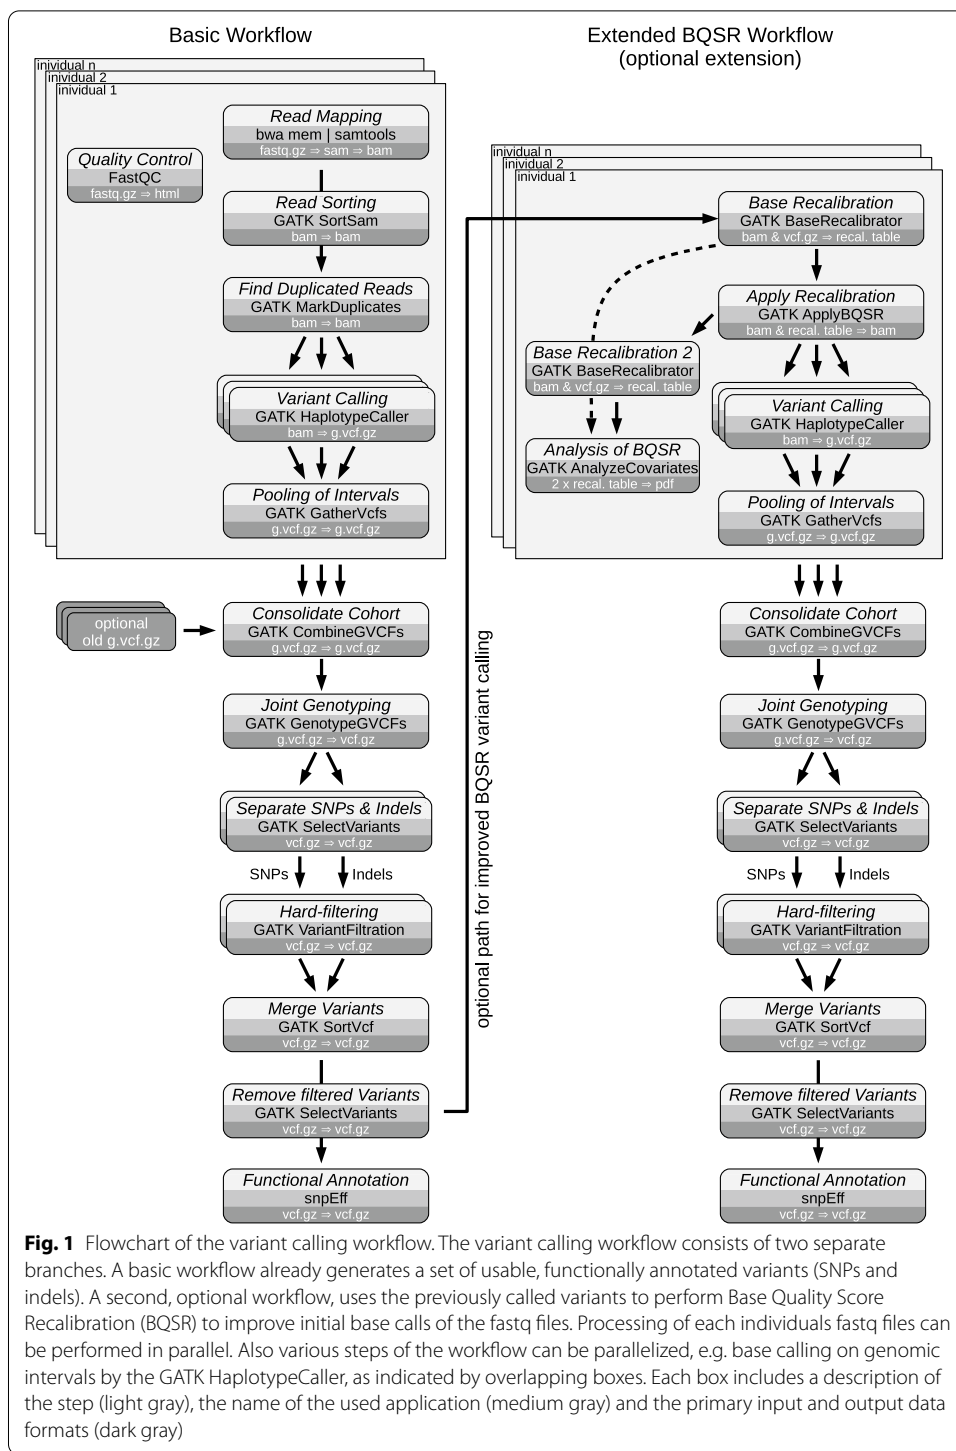 Basic Workflow
inividual n
inividual 2
inividual 1
Quality Control
FastQC
fastq.gz ⇒ html
Read Mapping
bwa mem | samtools
fastq.gz ⇒ sam ⇒ bam
Read Sorting
GATK SortSam
bam ⇒ bam
Find Duplicated Reads
GATK MarkDuplicates
bam ⇒ bam
Variant Calling
GATK HaplotypeCaller
bam ⇒ g.vcf.gz
Pooling of Intervals
GATK GatherVcfs
g.vcf.gz ⇒ g.vcf.gz
optional
old g.vcf.gz
Consolidate Cohort
GATK CombineGVCFs
g.vcf.gz ⇒ g.vcf.gz
Joint Genotyping
GATK GenotypeGVCFs
g.vcf.gz ⇒ vcf.gz
Separate SNPs & Indels
GATK SelectVariants
vcf.gz ⇒ vcf.gz
SNPs Indels
Hard-filtering
GATK VariantFiltration
vcf.gz ⇒ vcf.gz
Merge Variants
GATK SortVcf
vcf.gz ⇒ vcf.gz
Remove filtered Variants
GATK SelectVariants
vcf.gz ⇒ vcf.gz
Functional Annotation
snpEff
vcf.gz ⇒ vcf.gz
optional path for improved BQSR variant calling
Extended BQSR Workflow
(optional extension)
inividual n
inividual 2
inividual 1
Base Recalibration
GATK BaseRecalibrator
bam & vcf.gz ⇒ recal. table
Apply Recalibration
GATK ApplyBQSR
bam & recal. table ⇒ bam
Base Recalibration 2
GATK BaseRecalibrator
bam & vcf.gz ⇒ recal. table
Analysis of BQSR
GATK AnalyzeCovariates
2 x recal. table ⇒ pdf
Variant Calling
GATK HaplotypeCaller
bam ⇒ g.vcf.gz
Pooling of Intervals
GATK GatherVcfs
g.vcf.gz ⇒ g.vcf.gz
Consolidate Cohort
GATK CombineGVCFs
g.vcf.gz ⇒ g.vcf.gz
Joint Genotyping
GATK GenotypeGVCFs
g.vcf.gz ⇒ vcf.gz
Separate SNPs & Indels
GATK SelectVariants
vcf.gz ⇒ vcf.gz
SNPs Indels
Hard-filtering
GATK VariantFiltration
vcf.gz ⇒ vcf.gz
Merge Variants
GATK SortVcf
vcf.gz ⇒ vcf.gz
Remove filtered Variants
GATK SelectVariants
vcf.gz ⇒ vcf.gz
Functional Annotation
snpEff
vcf.gz ⇒ vcf.gz
Fig. 1 Flowchart of the variant calling workflow. The variant calling workflow consists of two separate
branches. A basic workflow already generates a set of usable, functionally annotated variants (SNPs and
indels). A second, optional workflow, uses the previously called variants to perform Base Quality Score
Recalibration (BQSR) to improve initial base calls of the fastq files. Processing of each individuals fastq files can
be performed in parallel. Also various steps of the workflow can be parallelized, e.g. base calling on genomic
intervals by the GATK HaplotypeCaller, as indicated by overlapping boxes. Each box includes a description of
the step (light gray), the name of the used application (medium gray) and the primary input and output data
formats (dark gray)